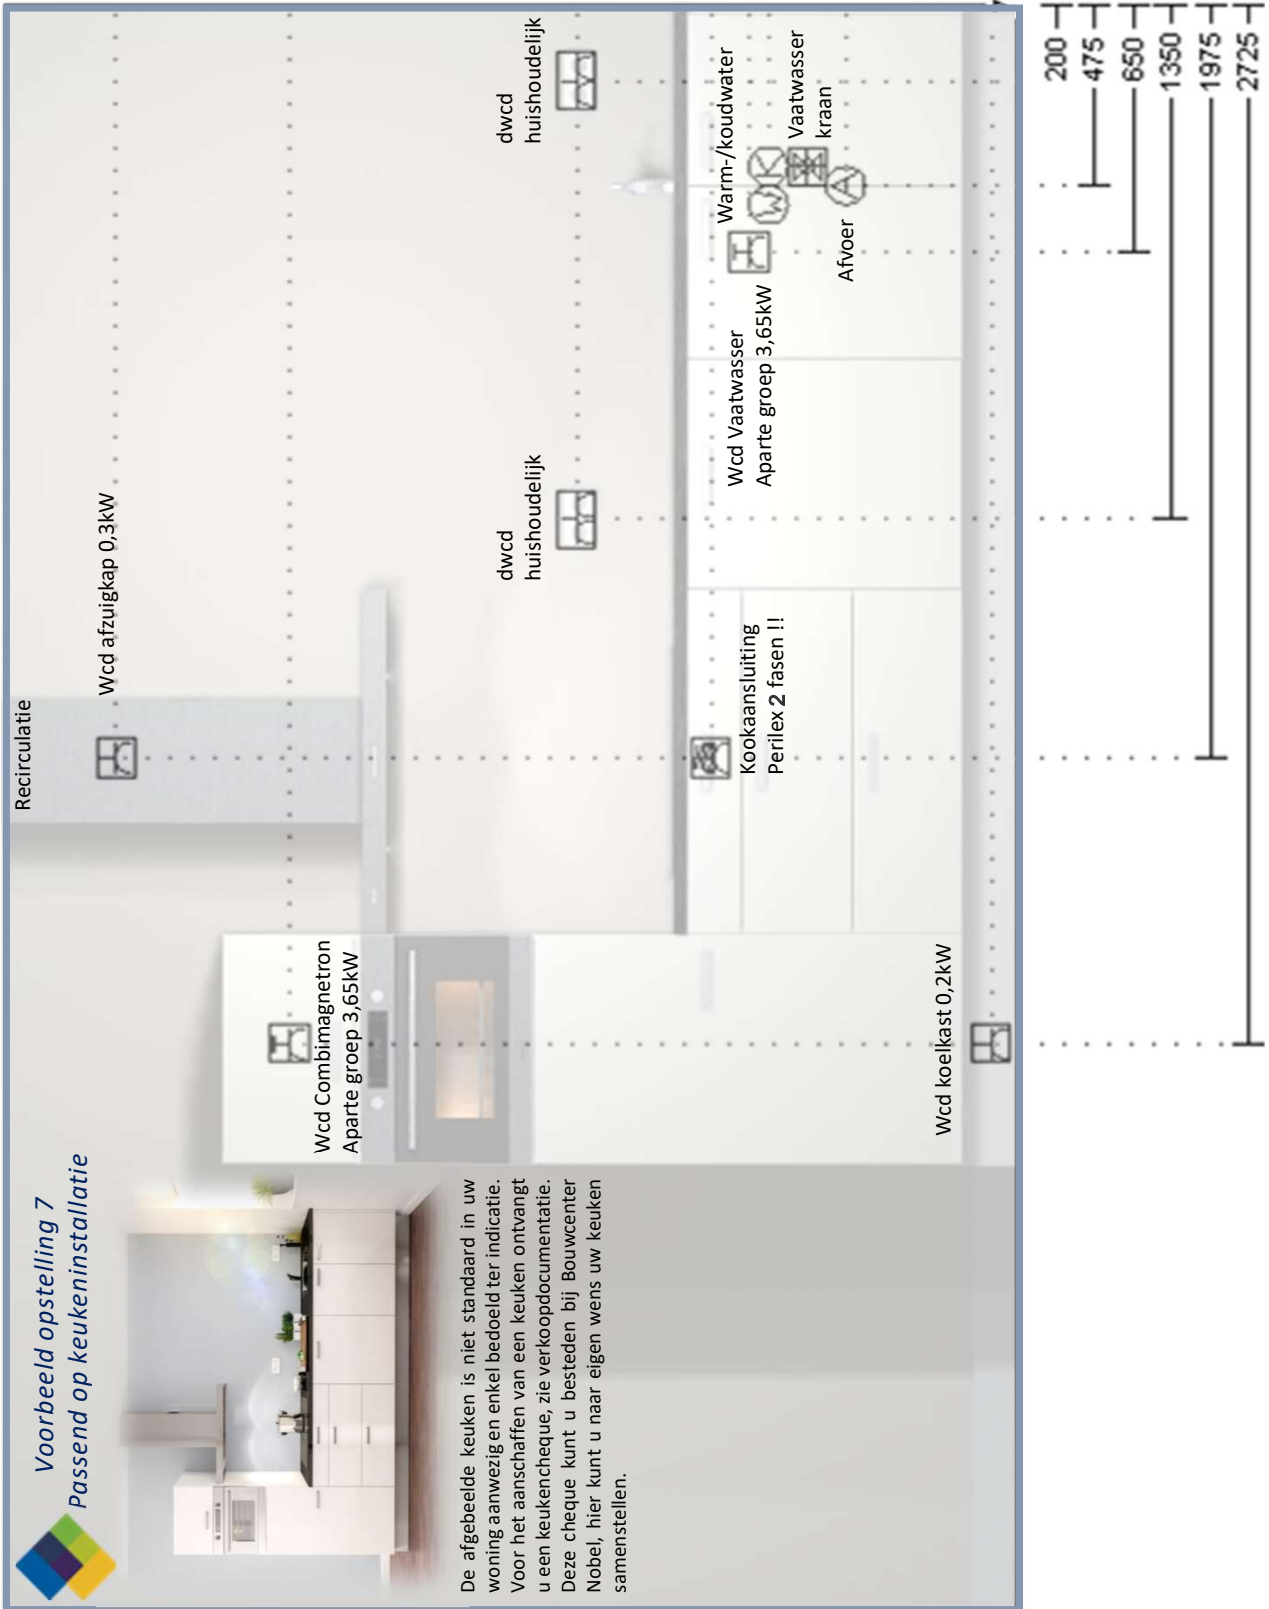 Voorbeeld opstelling 7
Passend op keukeninstallatie
De afgebeelde keuken is niet standaard in uw
woning aanwezig en enkel bedoeld ter indicatie.
Voor het aanschaffen van een keuken ontvangt
u een keukencheque, zie verkoopdocumentatie.
Deze cheque kunt u besteden bij Bouwcenter
Nobel, hier kunt u naar eigen wens uw keuken
samenstellen.
Recirculatie
Wcd afzuigkap 0,3kW
Wcd Combimagnetron
Aparte groep 3,65kW
dwcd
huishoudelijk
dwcd
huishoudelijk
Kookaansluiting
Perilex 2 fasen !!
Wcd Vaatwasser
Aparte groep 3,65kW
Warm-/koudwater
W
K
Vaatwasser
kraan
A
Afvoer
Wcd koelkast 0,2kW
200
475
650
1350
1975
2725